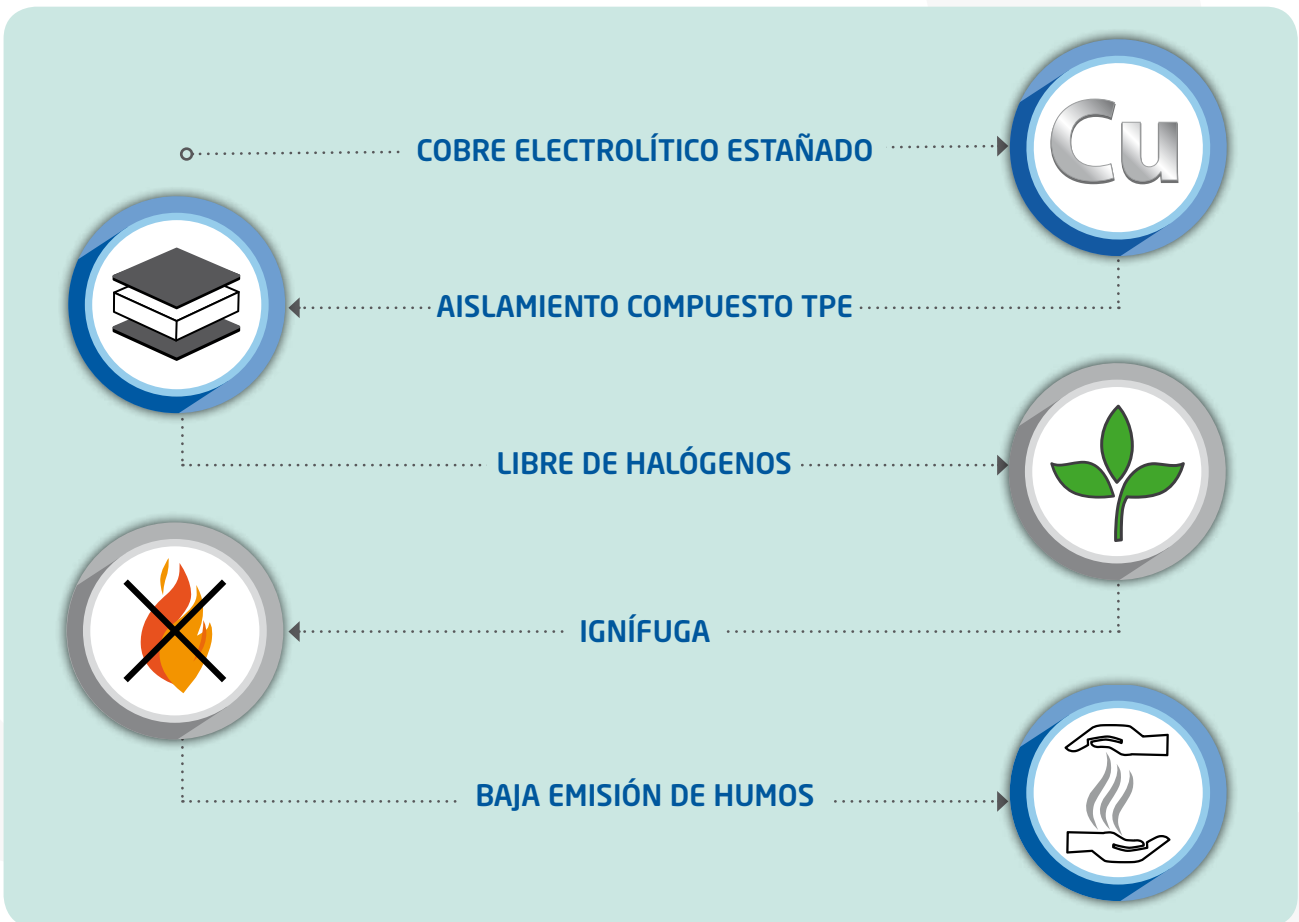 COBRE ELECTROLÍTICO ESTAÑADO
Cu
AISLAMIENTO COMPUESTO TPE
LIBRE DE HALÓGENOS
IGNÍFUGA
BAJA EMISIÓN DE HUMOS